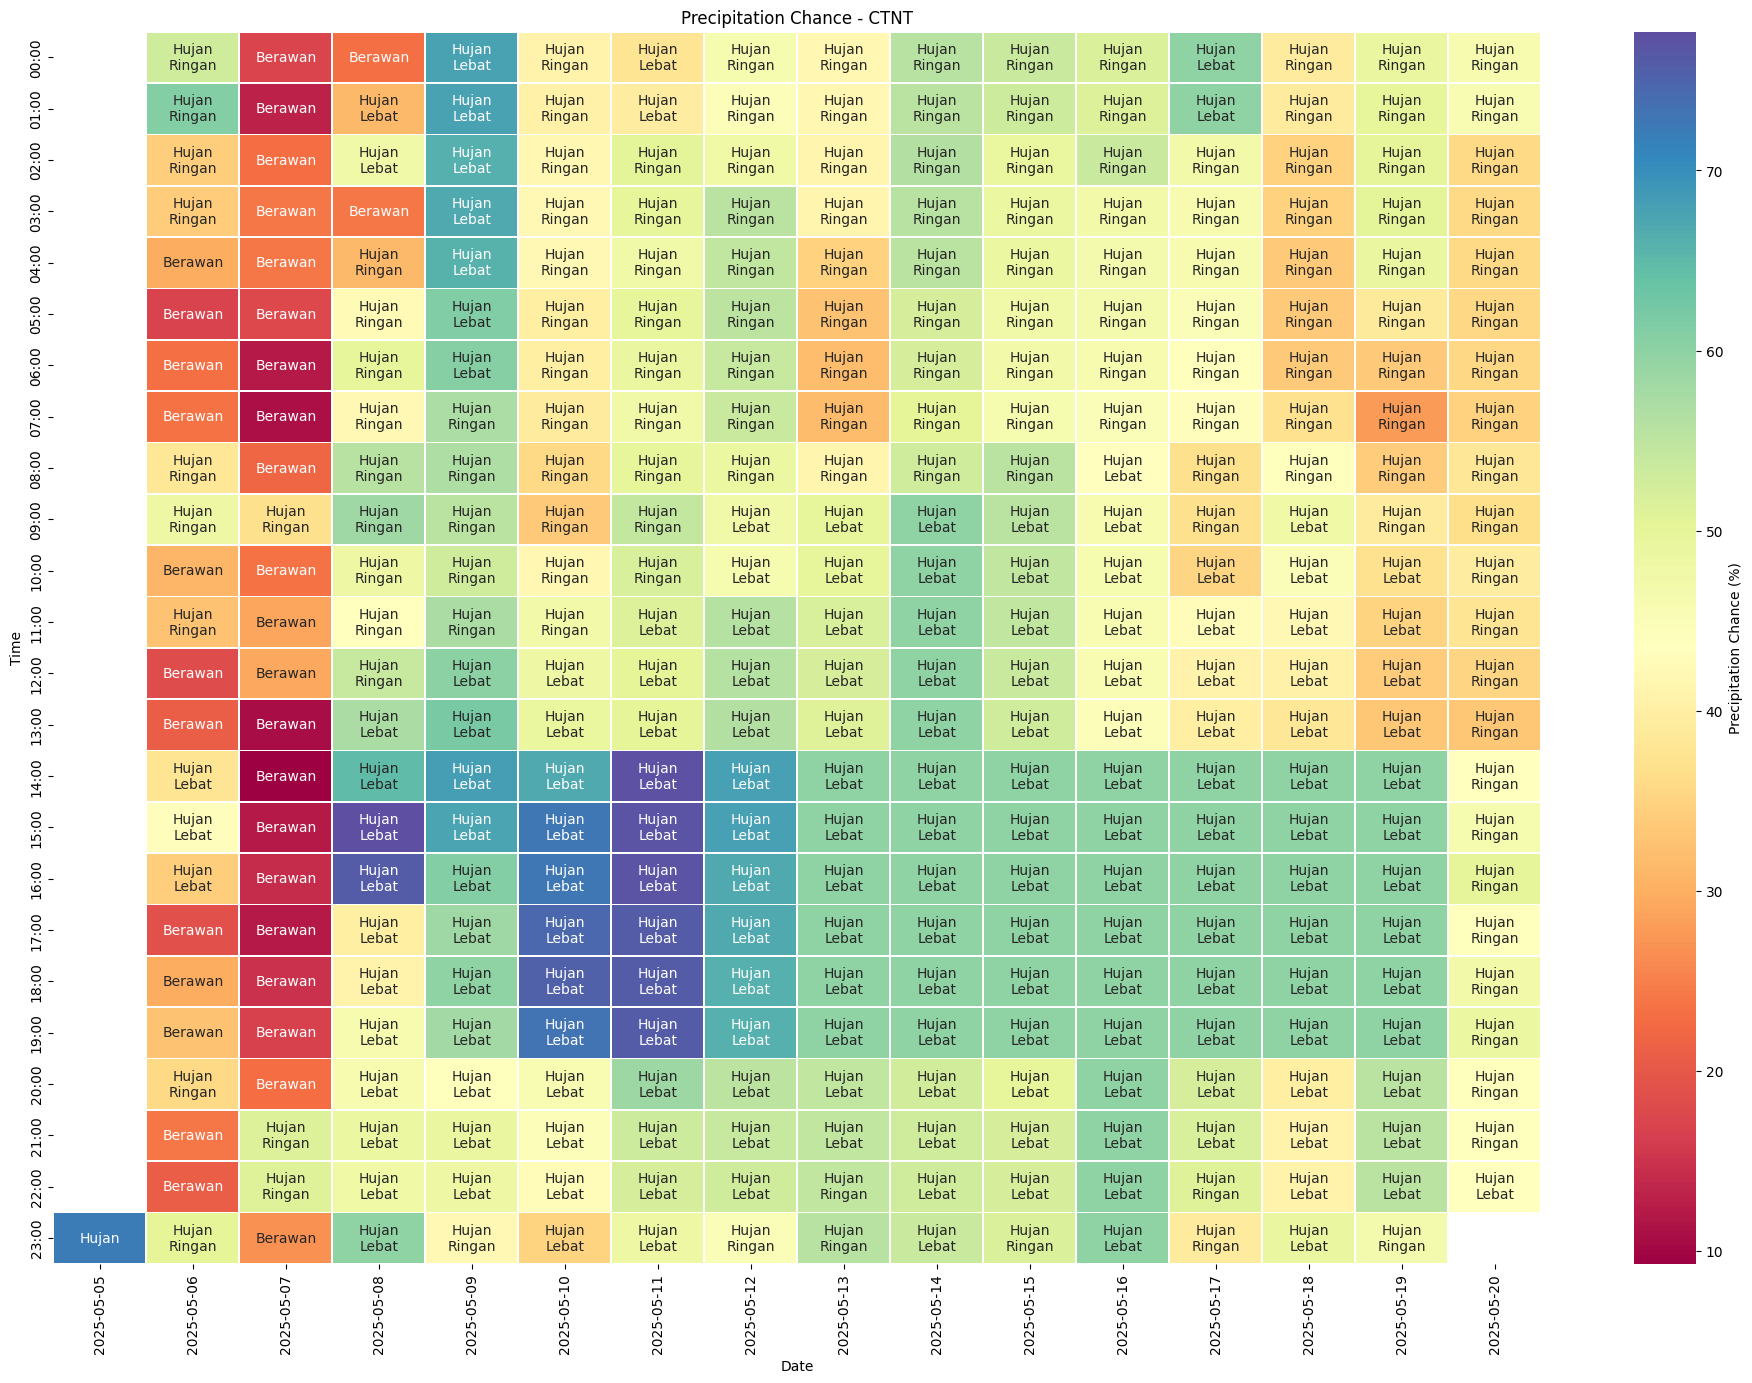 Precipitation Chance - CTNT
00:00 Hujan Ringan Berawan Berawan Hujan Lebat Hujan Ringan Hujan Lebat Hujan Ringan Hujan Ringan Hujan Ringan Hujan Ringan Hujan Ringan Hujan Lebat Hujan Ringan Hujan Ringan Hujan Ringan
01:00 Hujan Ringan Berawan Hujan Lebat Hujan Lebat Hujan Ringan Hujan Lebat Hujan Ringan Hujan Ringan Hujan Ringan Hujan Ringan Hujan Ringan Hujan Lebat Hujan Ringan Hujan Ringan Hujan Ringan
02:00 Hujan Ringan Berawan Hujan Lebat Hujan Lebat Hujan Ringan Hujan Ringan Hujan Ringan Hujan Ringan Hujan Ringan Hujan Ringan Hujan Ringan Hujan Ringan Hujan Ringan Hujan Ringan Hujan Ringan
03:00 Hujan Ringan Berawan Berawan Hujan Lebat Hujan Ringan Hujan Ringan Hujan Ringan Hujan Ringan Hujan Ringan Hujan Ringan Hujan Ringan Hujan Ringan Hujan Ringan Hujan Ringan Hujan Ringan
04:00 Berawan Berawan Hujan Ringan Hujan Lebat Hujan Ringan Hujan Ringan Hujan Ringan Hujan Ringan Hujan Ringan Hujan Ringan Hujan Ringan Hujan Ringan Hujan Ringan Hujan Ringan Hujan Ringan
05:00 Berawan Berawan Hujan Ringan Hujan Lebat Hujan Ringan Hujan Ringan Hujan Ringan Hujan Ringan Hujan Ringan Hujan Ringan Hujan Ringan Hujan Ringan Hujan Ringan Hujan Ringan Hujan Ringan
06:00 Berawan Berawan Hujan Ringan Hujan Lebat Hujan Ringan Hujan Ringan Hujan Ringan Hujan Ringan Hujan Ringan Hujan Ringan Hujan Ringan Hujan Ringan Hujan Ringan Hujan Ringan Hujan Ringan
07:00 Berawan Berawan Hujan Ringan Hujan Ringan Hujan Ringan Hujan Ringan Hujan Ringan Hujan Ringan Hujan Ringan Hujan Ringan Hujan Ringan Hujan Ringan Hujan Ringan Hujan Ringan Hujan Ringan
08:00 Hujan Ringan Berawan Hujan Ringan Hujan Ringan Hujan Ringan Hujan Ringan Hujan Ringan Hujan Ringan Hujan Ringan Hujan Ringan Hujan Lebat Hujan Ringan Hujan Ringan Hujan Ringan Hujan Ringan
09:00 Hujan Ringan Hujan Ringan Hujan Ringan Hujan Ringan Hujan Ringan Hujan Ringan Hujan Lebat Hujan Lebat Hujan Lebat Hujan Lebat Hujan Lebat Hujan Ringan Hujan Lebat Hujan Ringan Hujan Ringan
10:00 Berawan Berawan Hujan Ringan Hujan Ringan Hujan Ringan Hujan Ringan Hujan Lebat Hujan Lebat Hujan Lebat Hujan Lebat Hujan Lebat Hujan Lebat Hujan Lebat Hujan Lebat Hujan Ringan
11:00 Hujan Ringan Berawan Hujan Ringan Hujan Ringan Hujan Ringan Hujan Lebat Hujan Lebat Hujan Lebat Hujan Lebat Hujan Lebat Hujan Lebat Hujan Lebat Hujan Lebat Hujan Lebat Hujan Ringan
12:00 Berawan Berawan Hujan Ringan Hujan Lebat Hujan Lebat Hujan Lebat Hujan Lebat Hujan Lebat Hujan Lebat Hujan Lebat Hujan Lebat Hujan Lebat Hujan Lebat Hujan Lebat Hujan Ringan
13:00 Berawan Berawan Hujan Lebat Hujan Lebat Hujan Lebat Hujan Lebat Hujan Lebat Hujan Lebat Hujan Lebat Hujan Lebat Hujan Lebat Hujan Lebat Hujan Lebat Hujan Lebat Hujan Ringan
14:00 Hujan Lebat Berawan Hujan Lebat Hujan Lebat Hujan Lebat Hujan Lebat Hujan Lebat Hujan Lebat Hujan Lebat Hujan Lebat Hujan Lebat Hujan Lebat Hujan Lebat Hujan Lebat Hujan Ringan
15:00 Hujan Lebat Berawan Hujan Lebat Hujan Lebat Hujan Lebat Hujan Lebat Hujan Lebat Hujan Lebat Hujan Lebat Hujan Lebat Hujan Lebat Hujan Lebat Hujan Lebat Hujan Lebat Hujan Ringan
16:00 Hujan Lebat Berawan Hujan Lebat Hujan Lebat Hujan Lebat Hujan Lebat Hujan Lebat Hujan Lebat Hujan Lebat Hujan Lebat Hujan Lebat Hujan Lebat Hujan Lebat Hujan Lebat Hujan Ringan
17:00 Berawan Berawan Hujan Lebat Hujan Lebat Hujan Lebat Hujan Lebat Hujan Lebat Hujan Lebat Hujan Lebat Hujan Lebat Hujan Lebat Hujan Lebat Hujan Lebat Hujan Lebat Hujan Ringan
18:00 Berawan Berawan Hujan Lebat Hujan Lebat Hujan Lebat Hujan Lebat Hujan Lebat Hujan Lebat Hujan Lebat Hujan Lebat Hujan Lebat Hujan Lebat Hujan Lebat Hujan Lebat Hujan Ringan
19:00 Berawan Berawan Hujan Lebat Hujan Lebat Hujan Lebat Hujan Lebat Hujan Lebat Hujan Lebat Hujan Lebat Hujan Lebat Hujan Lebat Hujan Lebat Hujan Lebat Hujan Lebat Hujan Ringan
20:00 Hujan Ringan Berawan Hujan Lebat Hujan Lebat Hujan Lebat Hujan Lebat Hujan Lebat Hujan Lebat Hujan Lebat Hujan Lebat Hujan Lebat Hujan Lebat Hujan Lebat Hujan Lebat Hujan Ringan
21:00 Berawan Hujan Ringan Hujan Lebat Hujan Lebat Hujan Lebat Hujan Lebat Hujan Lebat Hujan Lebat Hujan Lebat Hujan Lebat Hujan Lebat Hujan Lebat Hujan Lebat Hujan Lebat Hujan Ringan
22:00 Berawan Hujan Ringan Hujan Lebat Hujan Lebat Hujan Lebat Hujan Lebat Hujan Lebat Hujan Ringan Hujan Lebat Hujan Lebat Hujan Lebat Hujan Ringan Hujan Lebat Hujan Lebat Hujan Lebat
23:00 Hujan Hujan Ringan Berawan Hujan Lebat Hujan Ringan Hujan Lebat Hujan Lebat Hujan Ringan Hujan Ringan Hujan Lebat Hujan Ringan Hujan Lebat Hujan Ringan Hujan Lebat Hujan Ringan
2025-05-05 2025-05-06 2025-05-07 2025-05-08 2025-05-09 2025-05-10 2025-05-11 2025-05-12 2025-05-13 2025-05-14 2025-05-15 2025-05-16 2025-05-17 2025-05-18 2025-05-19 2025-05-20
Time
Date
70
60
50
40
30
20
10
Precipitation Chance (%)